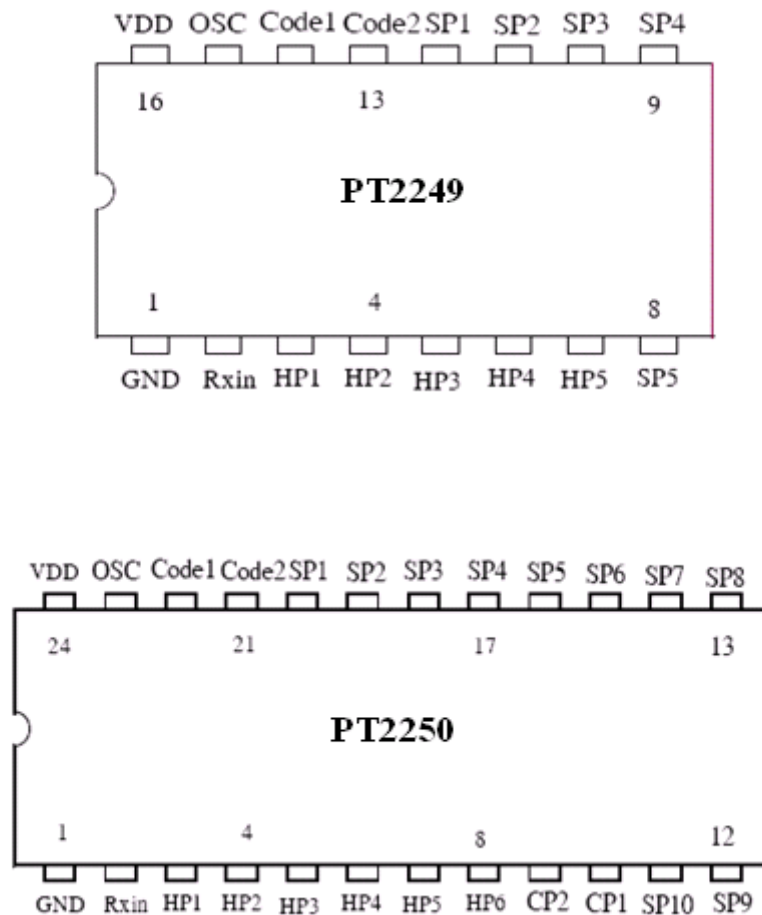 VDD OSC Code1 Code2 SP1 SP2 SP3 SP4
16 13 9
PT2249
1 4 8
GND Rxin HP1 HP2 HP3 HP4 HP5 SP5
VDD OSC Code1 Code2 SP1 SP2 SP3 SP4 SP5 SP6 SP7 SP8
24 21 17 13
PT2250
1 4 8 12
GND Rxin HP1 HP2 HP3 HP4 HP5 HP6 CP2 CP1 SP10 SP9